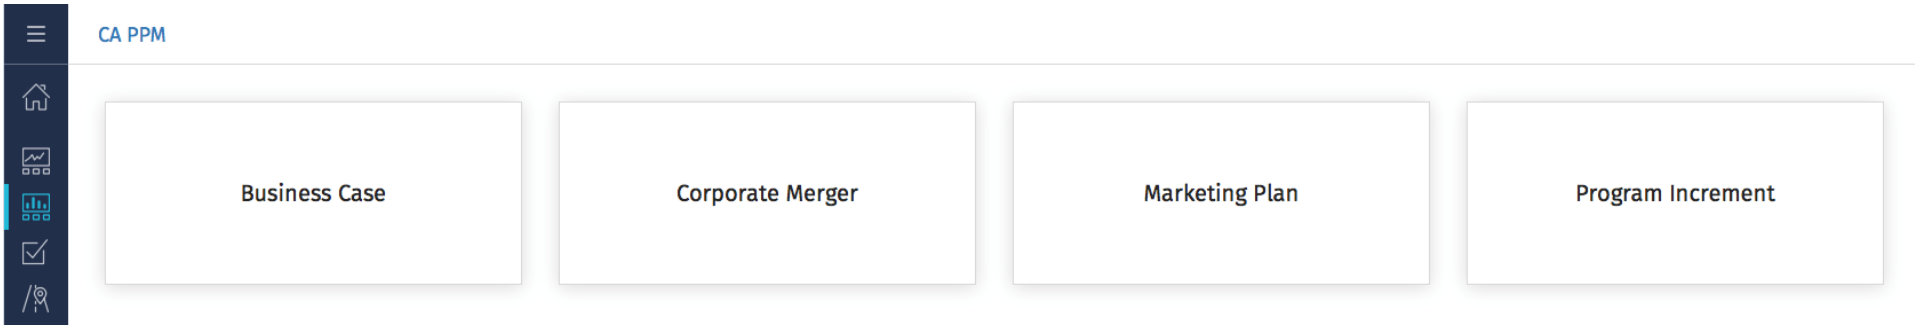 CA PPM
Business Case
Corporate Merger
Marketing Plan
Program Increment